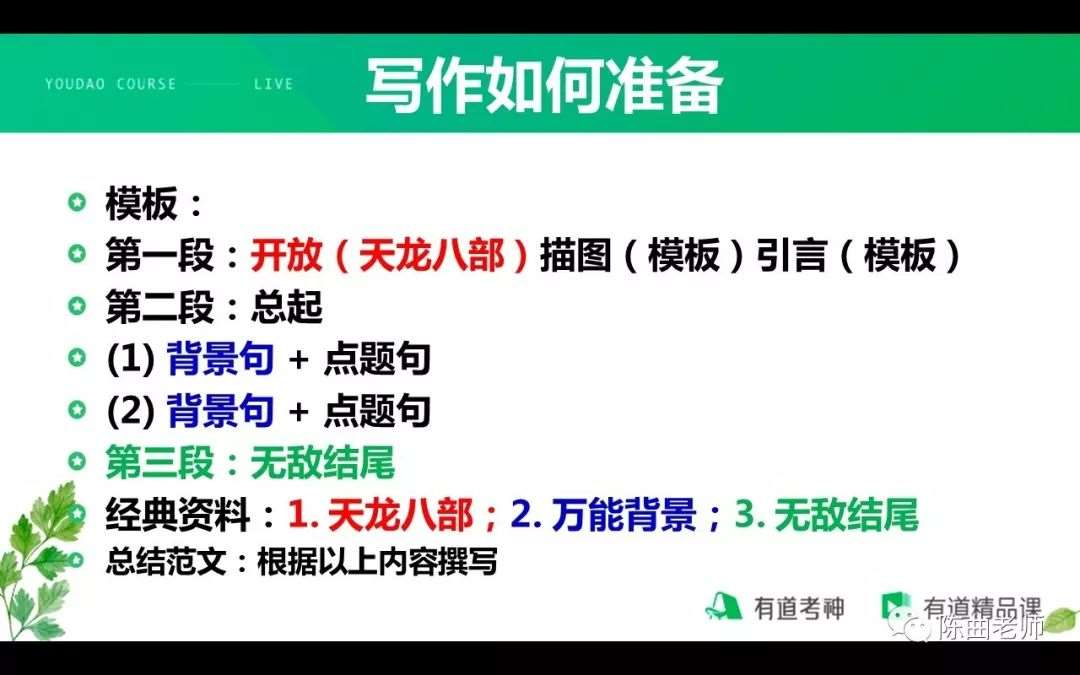 YOUDAO COURSE —— LIVE
写作如何准备
模板：
第一段：开放（天龙八部）描图（模板）引言（模板）
第二段：总起
(1) 背景句 + 点题句
(2) 背景句 + 点题句
第三段：无敌结尾
经典资料：1. 天龙八部；2. 万能背景；3. 无敌结尾
总结范文：根据以上内容撰写
有道考神 有道精品课
陈曲老师